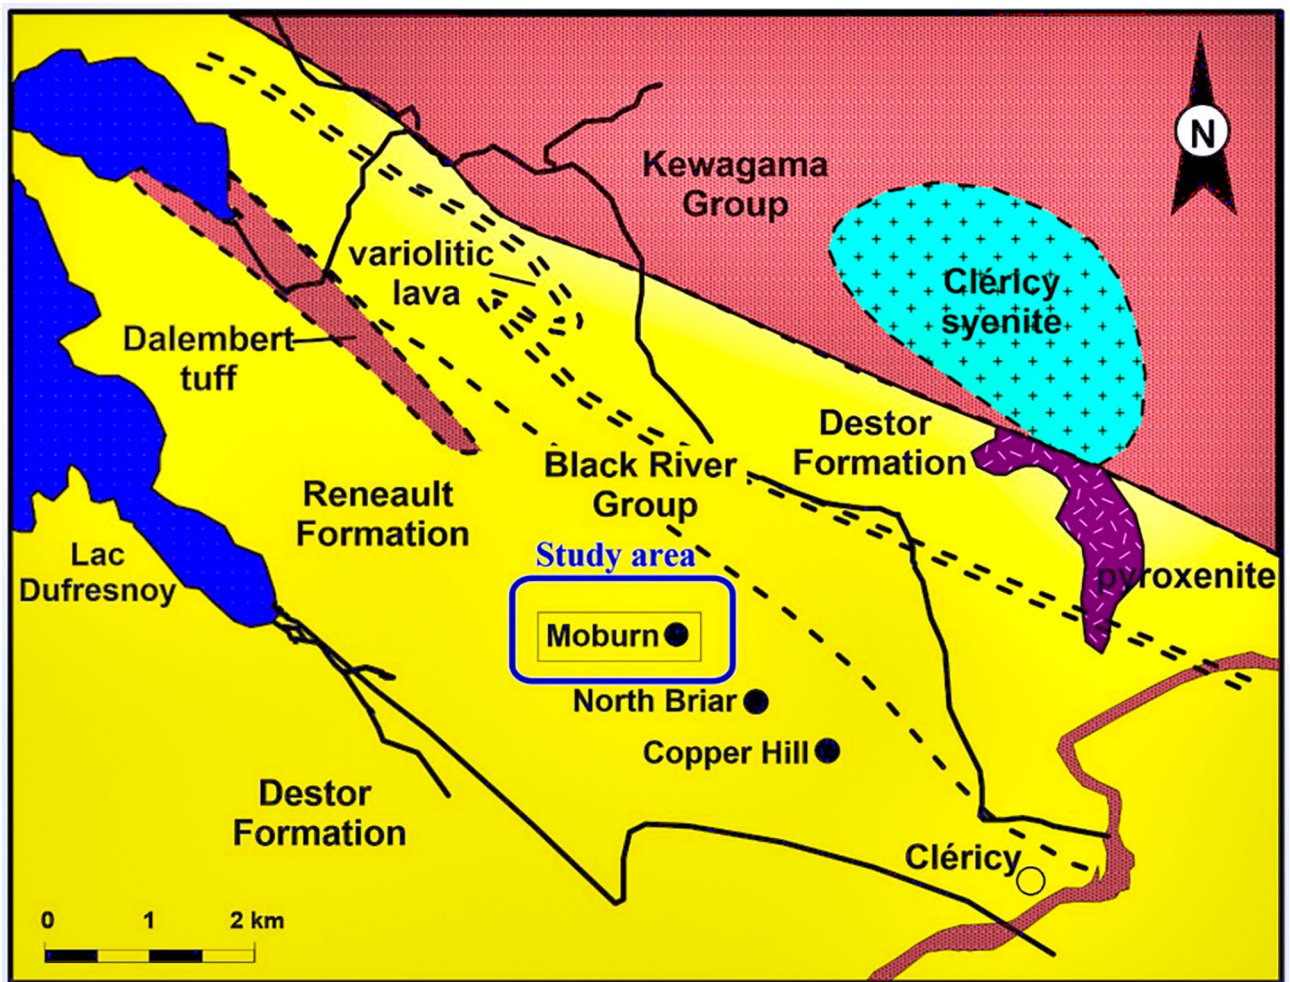 N
Kewagama
Group
variolitic
lava
Cléricy
syenite
Dalembert
tuff
Destor
Formation
Black River
Group
Reneault
Formation
Study area
Lac
Dufresnoy
pyroxenite
Moburn
North Briar
Copper Hill
Destor
Formation
Cléricy
0 1 2 km